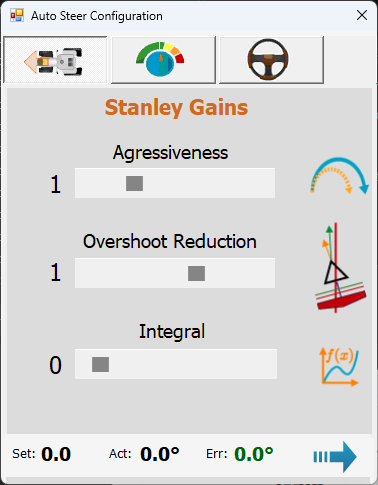 Auto Steer Configuration
Stanley Gains
Agressiveness
1
Overshoot Reduction
1
Integral
0
f(x)
Set: 0.0 Act: 0.0° Err: 0.0°